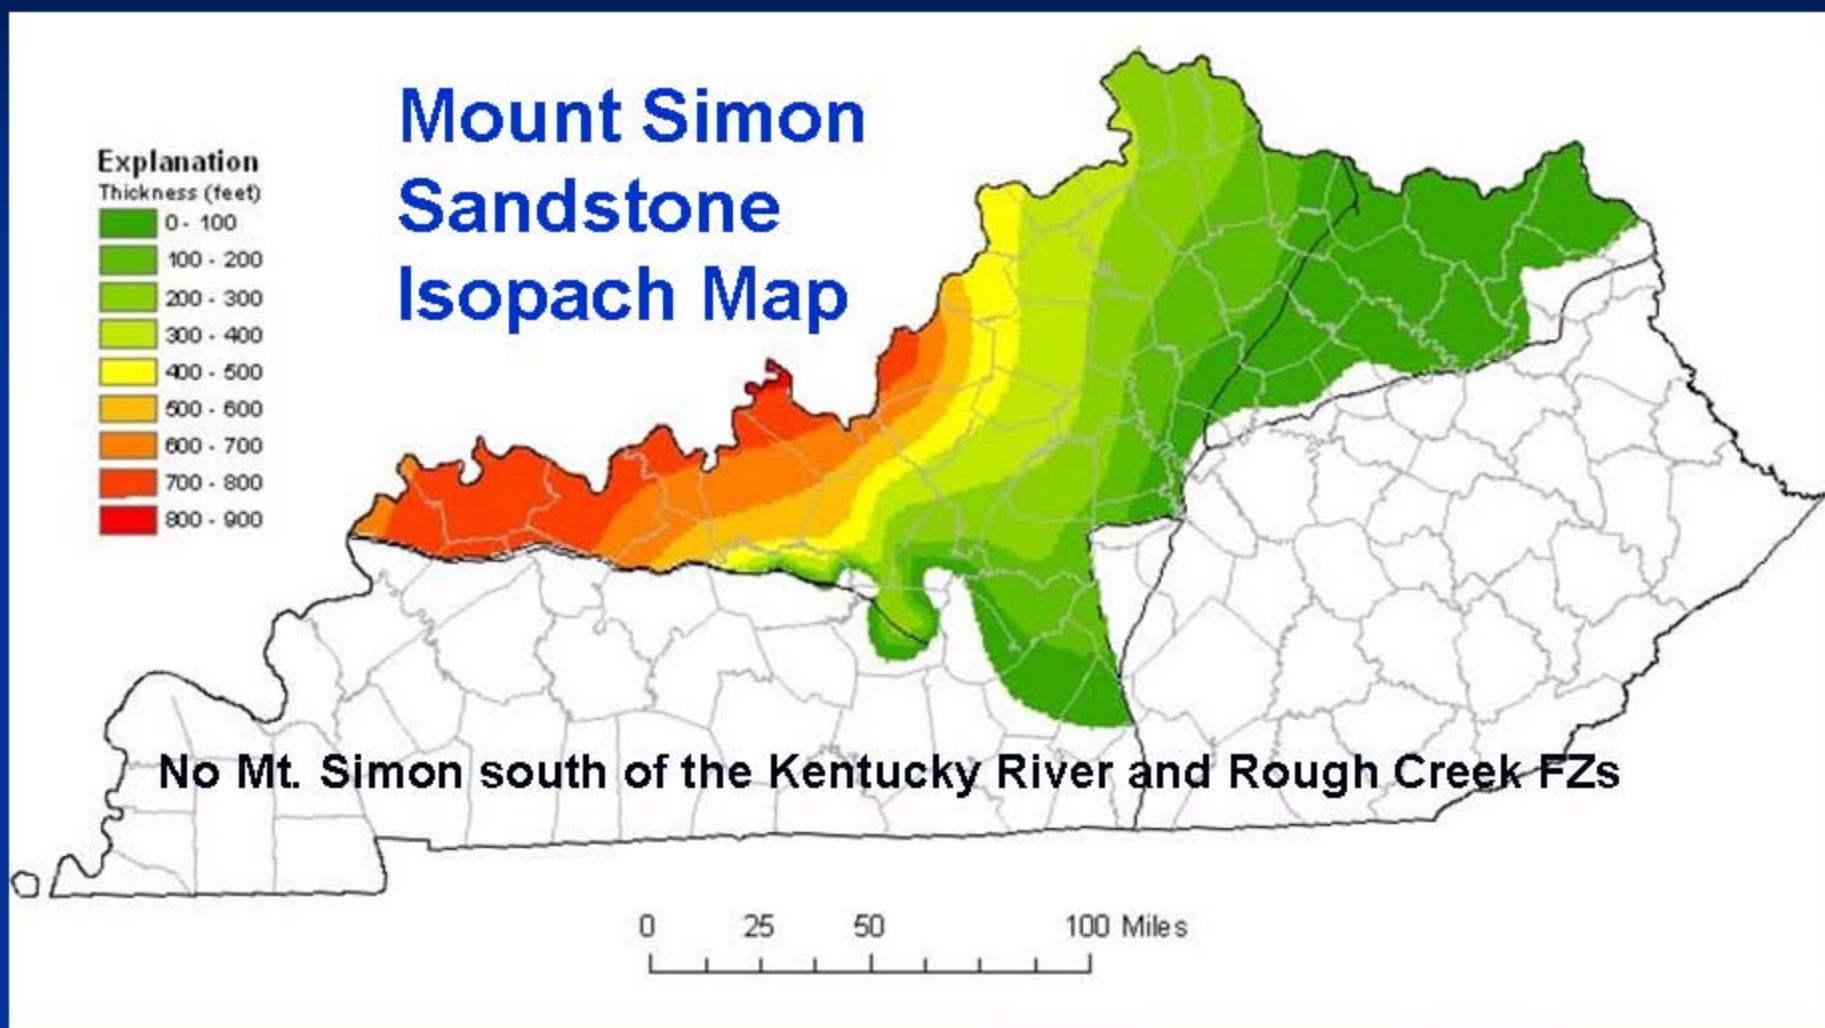 Mount Simon
Sandstone
Isopach Map
Explanation
Thickness (feet)
0 - 100
100 - 200
200 - 300
300 - 400
400 - 500
500 - 600
600 - 700
700 - 800
800 - 900
No Mt. Simon south of the Kentucky River and Rough Creek FZs
0 25 50 100 Miles